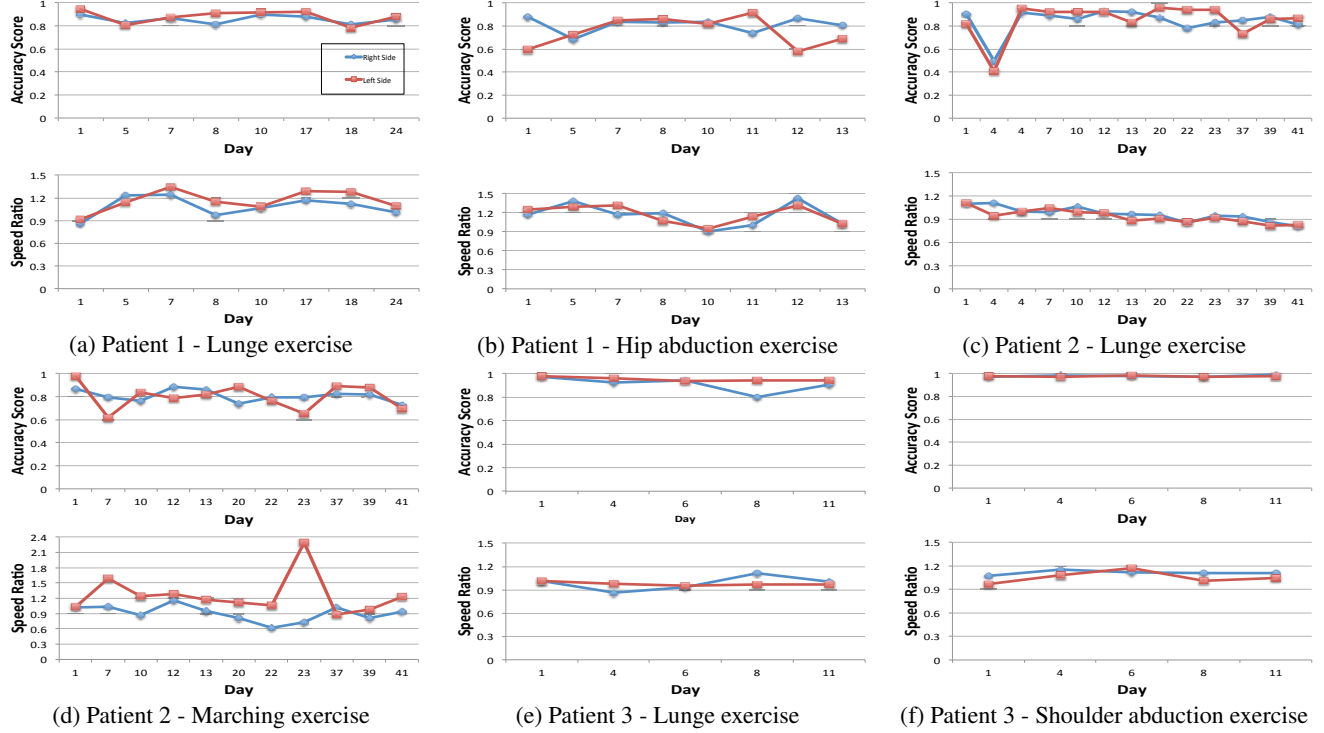 Accuracy Score
1
0.8
0.6
0.4
0.2
0
Right Side
Left Side
1 5 7 8 10 17 18 24
Day
Speed Ratio
1.5
1.2
0.9
0.6
0.3
0
1 5 7 8 10 17 18 24
Day
(a) Patient 1 - Lunge exercise
Accuracy Score
1
0.8
0.6
0.4
0.2
0
1 5 7 8 10 11 12 13
Day
Speed Ratio
1.5
1.2
0.9
0.6
0.3
0
1 5 7 8 10 11 12 13
Day
(b) Patient 1 - Hip abduction exercise
Accuracy Score
1
0.8
0.6
0.4
0.2
0
1 4 4 7 10 12 13 20 22 23 37 39 41
Day
Speed Ratio
1.5
1.2
0.9
0.6
0.3
0
1 4 4 7 10 12 13 20 22 23 37 39 41
Day
(c) Patient 2 - Lunge exercise
Accuracy Score
1
0.8
0.6
0.4
0.2
0
1 7 10 12 13 20 22 23 37 39 41
Day
Speed Ratio
2.4
2.1
1.8
1.5
1.2
0.9
0.6
0.3
0
1 7 10 12 13 20 22 23 37 39 41
Day
(d) Patient 2 - Marching exercise
Accuracy Score
1
0.8
0.6
0.4
0.2
0
1 4 6 8 11
Day
Speed Ratio
1.5
1.2
0.9
0.6
0.3
0
1 4 6 8 11
Day
(e) Patient 3 - Lunge exercise
Accuracy Score
1
0.8
0.6
0.4
0.2
0
1 4 6 8 11
Day
Speed Ratio
1.5
1.2
0.9
0.6
0.3
0
1 4 6 8 11
Day
(f) Patient 3 - Shoulder abduction exercise